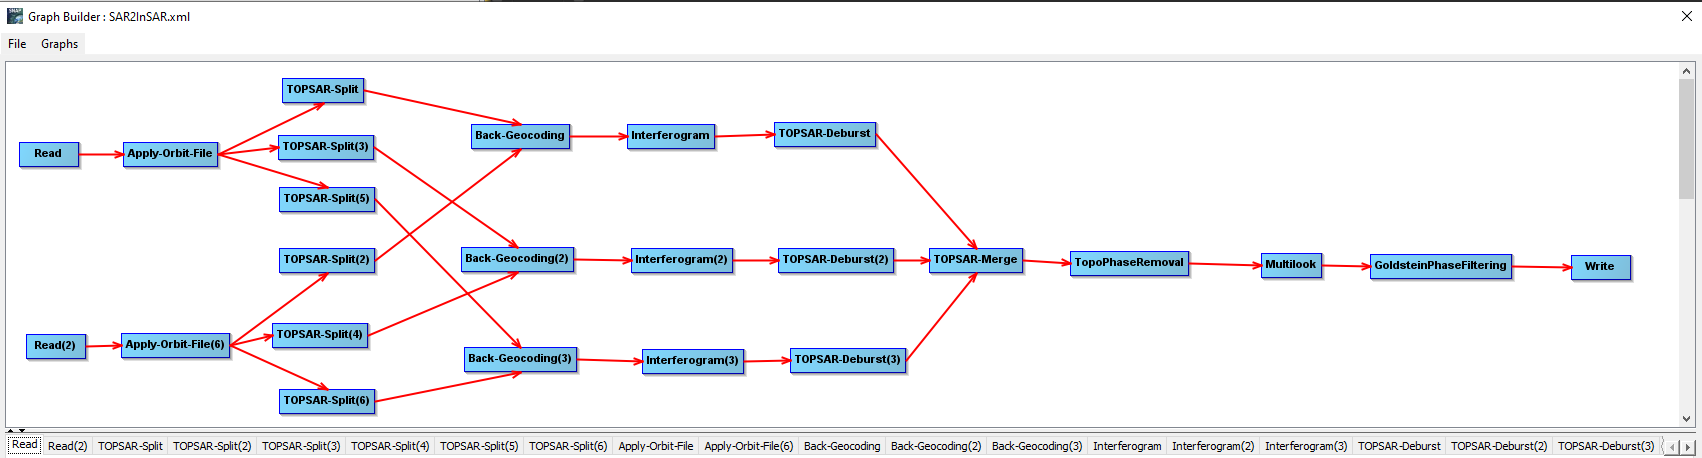 Graph Builder : SAR2InSAR.xml
File Graphs
TOPSAR-Split
Back-Geocoding Interferogram TOPSAR-Deburst
Read Apply-Orbit-File TOPSAR-Split(3)
TOPSAR-Split(5)
TOPSAR-Split(2) Back-Geocoding(2) Interferogram(2) TOPSAR-Deburst(2) TOPSAR-Merge TopoPhaseRemoval Multilook GoldsteinPhaseFiltering Write
Read(2) Apply-Orbit-File(6) TOPSAR-Split(4)
Back-Geocoding(3) Interferogram(3) TOPSAR-Deburst(3)
TOPSAR-Split(6)
Read Read(2) TOPSAR-Split TOPSAR-Split(2) TOPSAR-Split(3) TOPSAR-Split(4) TOPSAR-Split(5) TOPSAR-Split(6) Apply-Orbit-File Apply-Orbit-File(6) Back-Geocoding Back-Geocoding(2) Back-Geocoding(3) Interferogram Interferogram(2) Interferogram(3) TOPSAR-Deburst TOPSAR-Deburst(2) TOPSAR-Deburst(3)